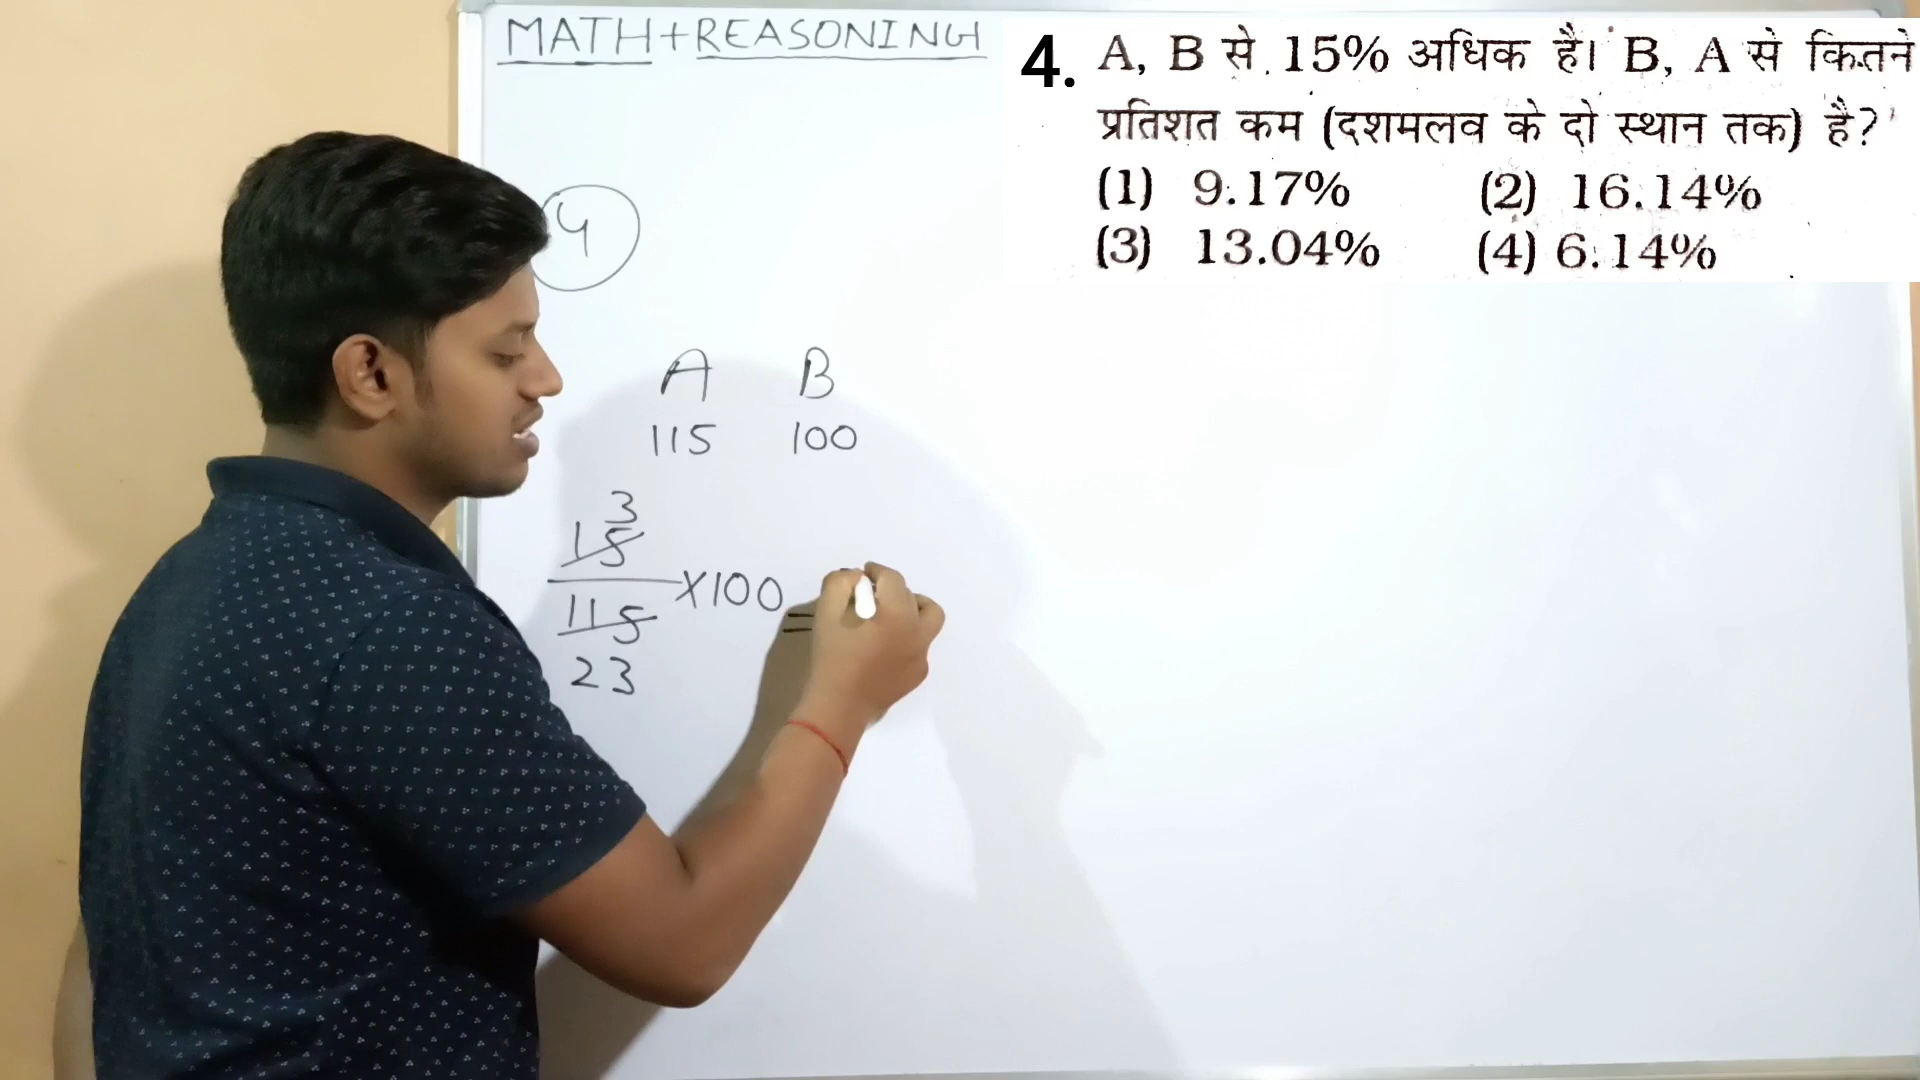 MATH+REASONING
4. A, B से 15% अधिक है। B, A से कितने
प्रतिशत कम (दशमलव के दो स्थान तक) है?
(1) 9.17% (2) 16.14%
(3) 13.04% (4) 6.14%
4
A B
115 100
3
15
×100 =
115
23